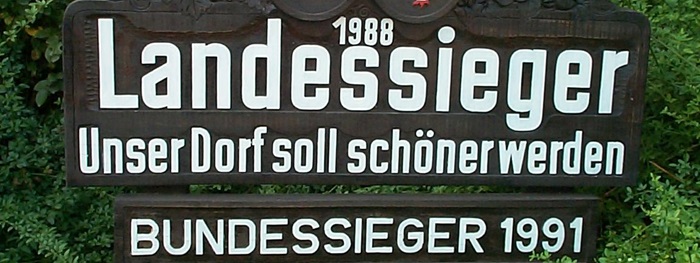 1988
Landessieger
Unser Dorf soll schöner werden
BUNDESSIEGER 1991